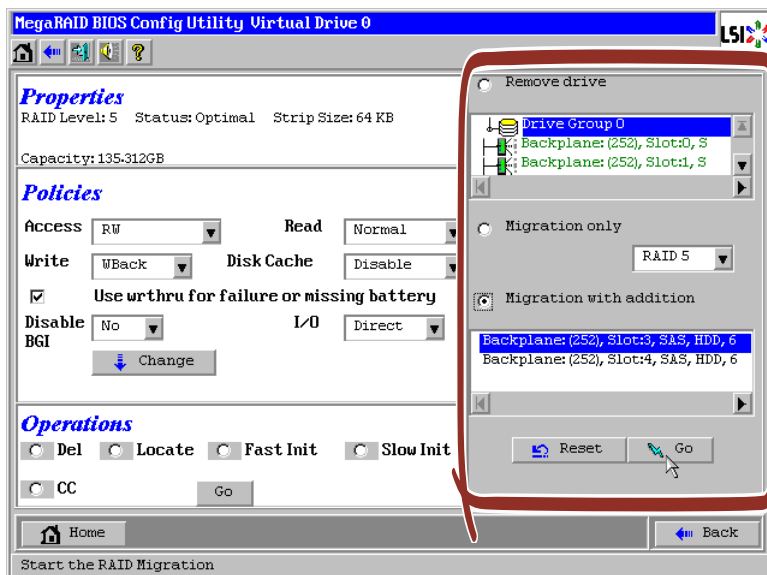 MegaRAID BIOS Config Utility Virtual Drive 0
LSI
Properties
RAID Level: 5 Status: Optimal Strip Size: 64 KB
Capacity: 135.312GB
Policies
Access RW Read Normal
Write WBack Disk Cache Disable
Use wrthru for failure or missing battery
Disable BGI No I/O Direct
Change
Operations
Del Locate Fast Init Slow Init
CC Go
Remove drive
Drive Group 0
Backplane: (252), Slot:0, S
Backplane: (252), Slot:1, S
Migration only
RAID 5
Migration with addition
Backplane: (252), Slot:3, SAS, HDD, 6
Backplane: (252), Slot:4, SAS, HDD, 6
Reset Go
Home Back
Start the RAID Migration